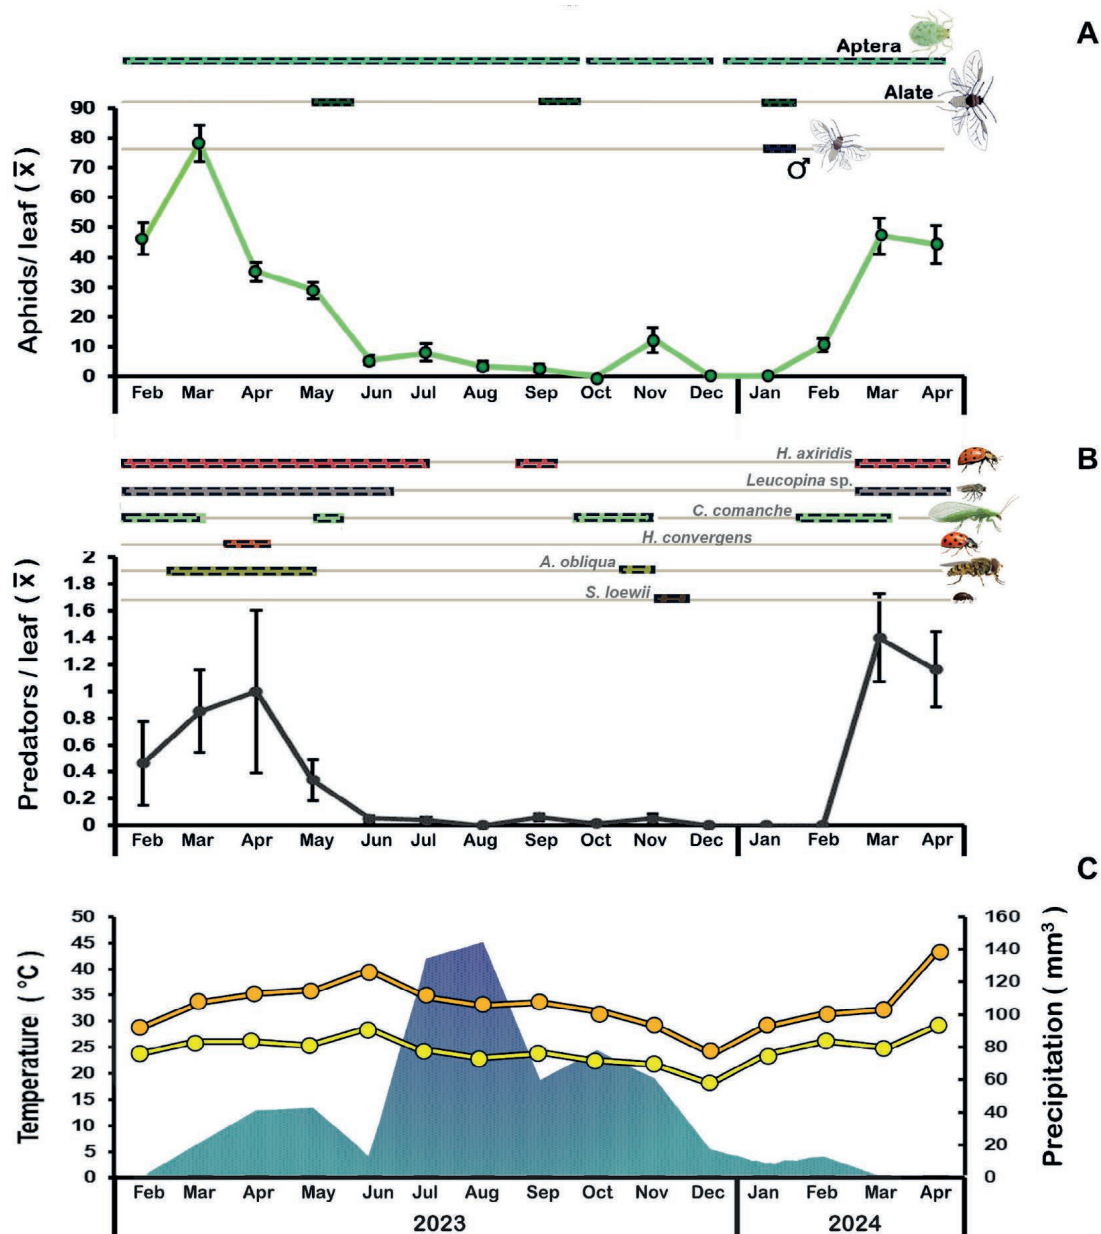 A
Aptera
Alate
♂
Aphids/ leaf ( x̅ )
90
80
70
60
50
40
30
20
10
0
Feb Mar Apr May Jun Jul Aug Sep Oct Nov Dec Jan Feb Mar Apr
B
H. axiridis
Leucopina sp.
C. comanche
H. convergens
A. obliqua
S. loewii
Predators / leaf ( x̅ )
2
1.8
1.6
1.4
1.2
1
0.8
0.6
0.4
0.2
0
Feb Mar Apr May Jun Jul Aug Sep Oct Nov Dec Jan Feb Mar Apr
C
Temperature ( °C )
50
45
40
35
30
25
20
15
10
5
0
160
140
120
100
80
60
40
20
0
Precipitation ( mm³ )
Feb Mar Apr May Jun Jul Aug Sep Oct Nov Dec Jan Feb Mar Apr
2023 2024